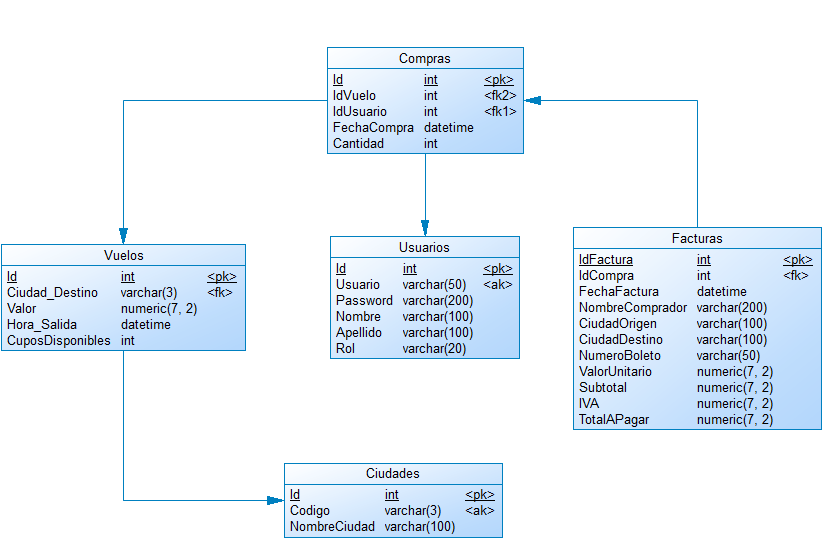 Compras
Id int <pk>
IdVuelo int <fk2>
IdUsuario int <fk1>
FechaCompra datetime
Cantidad int
Vuelos
Id int <pk>
Ciudad_Destino varchar(3) <fk>
Valor numeric(7, 2)
Hora_Salida datetime
CuposDisponibles int
Usuarios
Id int <pk>
Usuario varchar(50) <ak>
Password varchar(200)
Nombre varchar(100)
Apellido varchar(100)
Rol varchar(20)
Facturas
IdFactura int <pk>
IdCompra int <fk>
FechaFactura datetime
NombreComprador varchar(200)
CiudadOrigen varchar(100)
CiudadDestino varchar(100)
NumeroBoleto varchar(50)
ValorUnitario numeric(7, 2)
Subtotal numeric(7, 2)
IVA numeric(7, 2)
TotalAPagar numeric(7, 2)
Ciudades
Id int <pk>
Codigo varchar(3) <ak>
NombreCiudad varchar(100)